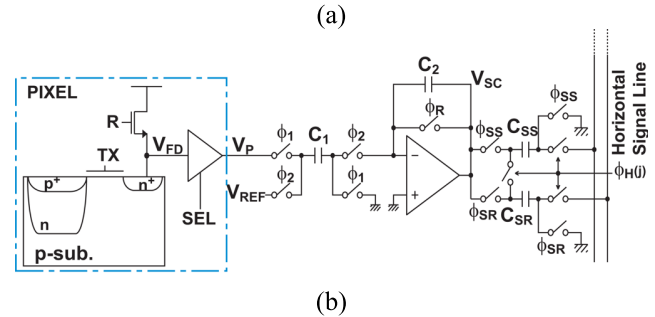 (a)
PIXEL
R
TX
V_FD
V_P
SEL
p+
n+
n
p-sub.
V_REF
ϕ1
ϕ2
C1
ϕ2
ϕ1
C2
ϕR
V_SC
−
+
ϕSS
C_SS
ϕSS
ϕSR
C_SR
ϕSR
ϕH(j)
Horizontal
Signal Line
(b)